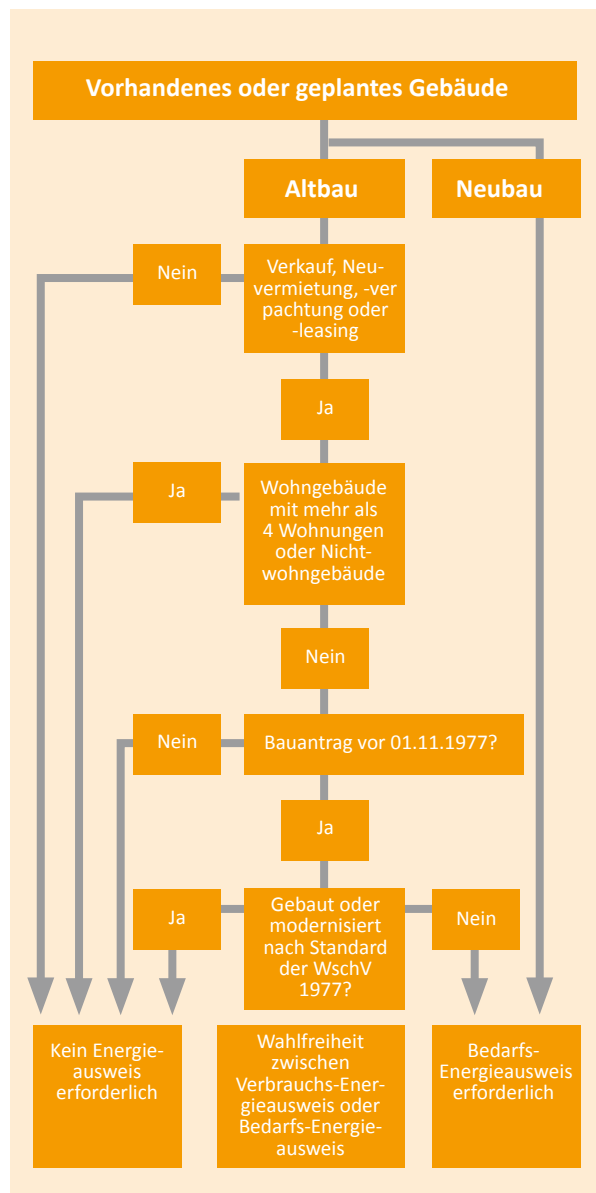 Vorhandenes oder geplantes Gebäude
Altbau
Neubau
Nein
Verkauf, Neu-
vermietung, -ver
pachtung oder
-leasing
Ja
Ja
Wohngebäude
mit mehr als
4 Wohnungen
oder Nicht-
wohngebäude
Nein
Nein
Bauantrag vor 01.11.1977?
Ja
Ja
Gebaut oder
modernisiert
nach Standard
der WschV
1977?
Nein
Kein Energie-
ausweis
erforderlich
Wahlfreiheit
zwischen
Verbrauchs-Ener-
gieausweis oder
Bedarfs-Energie-
ausweis
Bedarfs-
Energieausweis
erforderlich